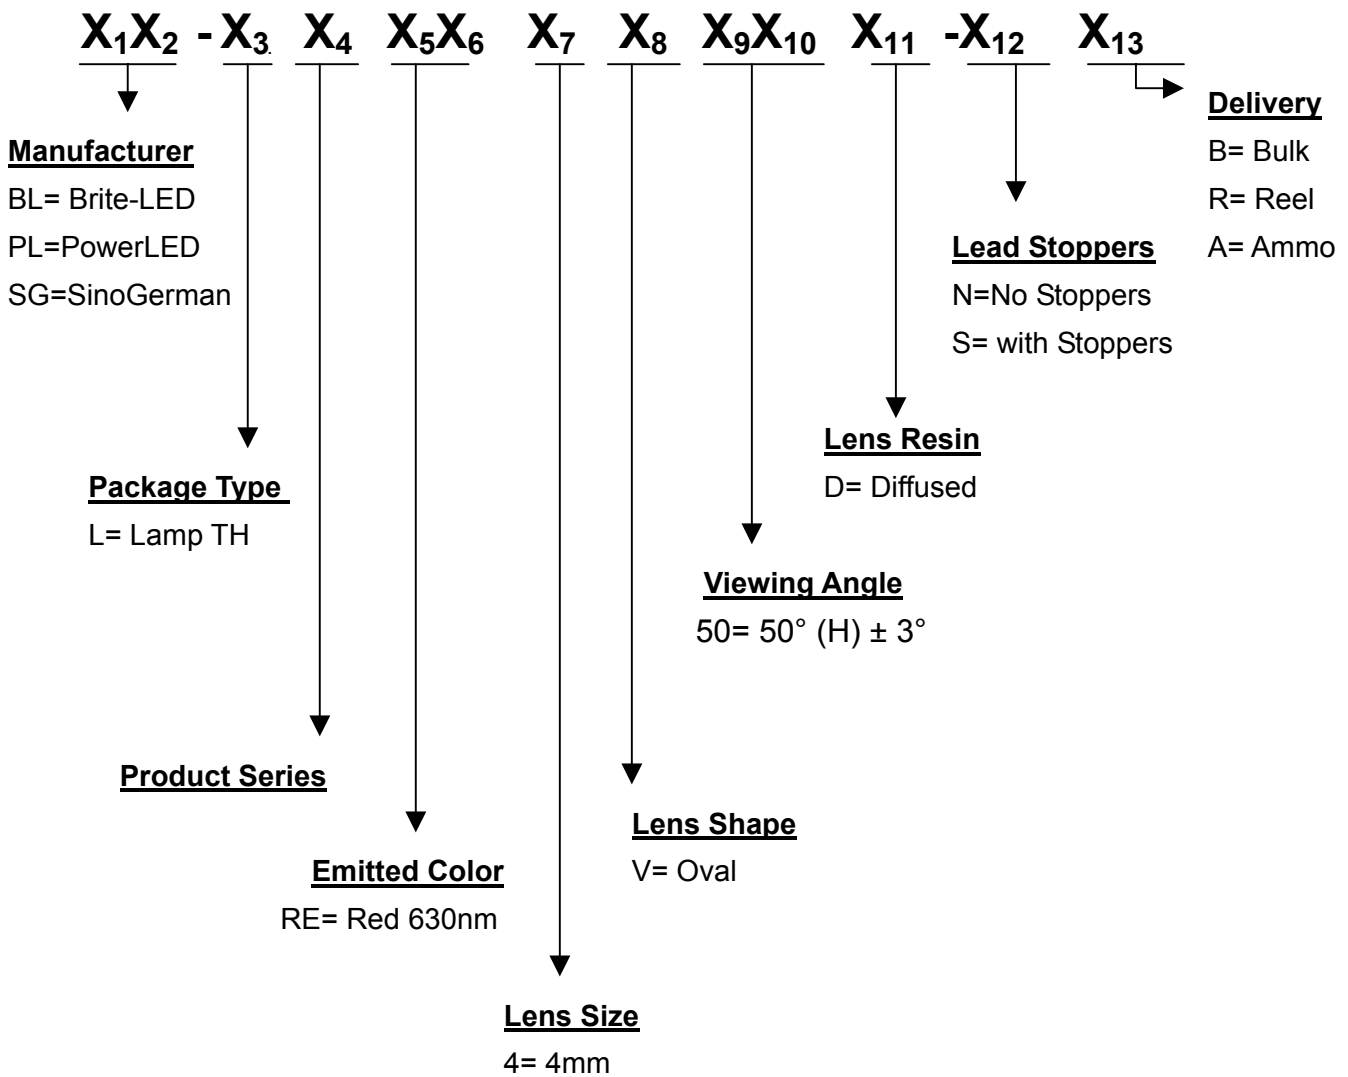 X1X2 - X3 X4 X5X6 X7 X8 X9X10 X11 -X12 X13
Manufacturer
BL= Brite-LED
PL=PowerLED
SG=SinoGerman
Delivery
B= Bulk
R= Reel
A= Ammo
Lead Stoppers
N=No Stoppers
S= with Stoppers
Lens Resin
D= Diffused
Package Type
L= Lamp TH
Viewing Angle
50= 50° (H) ± 3°
Product Series
Lens Shape
V= Oval
Emitted Color
RE= Red 630nm
Lens Size
4= 4mm